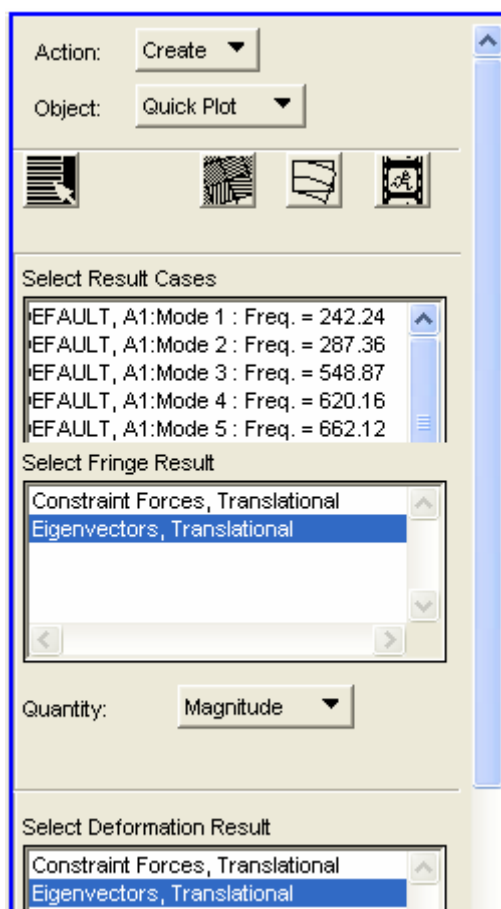 Action: Create
Object: Quick Plot
Select Result Cases
EFAULT, A1:Mode 1 : Freq. = 242.24
EFAULT, A1:Mode 2 : Freq. = 287.36
EFAULT, A1:Mode 3 : Freq. = 548.87
EFAULT, A1:Mode 4 : Freq. = 620.16
EFAULT, A1:Mode 5 : Freq. = 662.12
Select Fringe Result
Constraint Forces, Translational
Eigenvectors, Translational
Quantity: Magnitude
Select Deformation Result
Constraint Forces, Translational
Eigenvectors, Translational